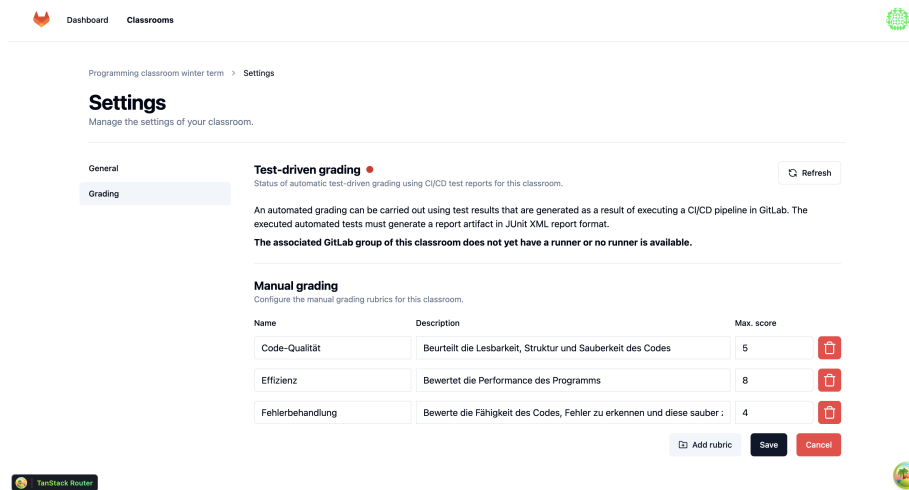 Dashboard Classrooms
Programming classroom winter term > Settings
Settings
Manage the settings of your classroom.
General
Grading
Test-driven grading
Refresh
Status of automatic test-driven grading using CI/CD test reports for this classroom.
An automated grading can be carried out using test results that are generated as a result of executing a CI/CD pipeline in GitLab. The
executed automated tests must generate a report artifact in JUnit XML report format.
The associated GitLab group of this classroom does not yet have a runner or no runner is available.
Manual grading
Configure the manual grading rubrics for this classroom.
Name Description Max. score
Code-Qualität Beurteilt die Lesbarkeit, Struktur und Sauberkeit des Codes 5
Effizienz Bewertet die Performance des Programms 8
Fehlerbehandlung Bewerte die Fähigkeit des Codes, Fehler zu erkennen und diese sauber 4
Add rubric Save Cancel
TanStack Router